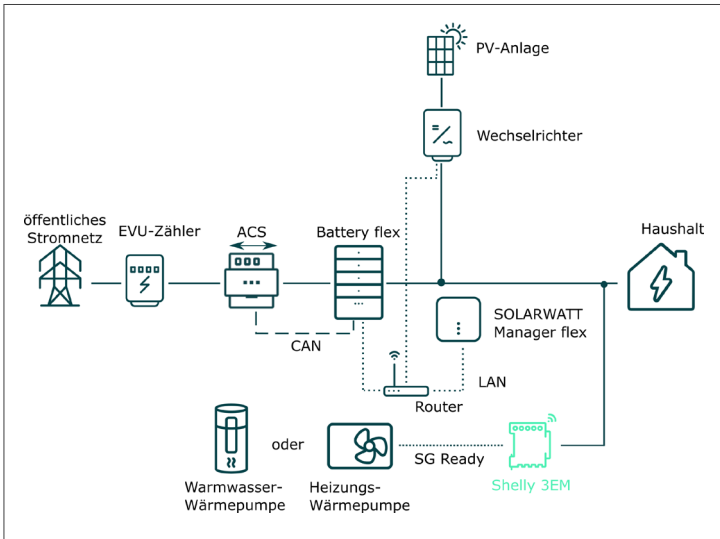 PV-Anlage
Wechselrichter
öffentliches
Stromnetz
EVU-Zähler
ACS
Battery flex
Haushalt
SOLARWATT
Manager flex
CAN
LAN
Router
oder
SG Ready
Warmwasser-
Wärmepumpe
Heizungs-
Wärmepumpe
Shelly 3EM